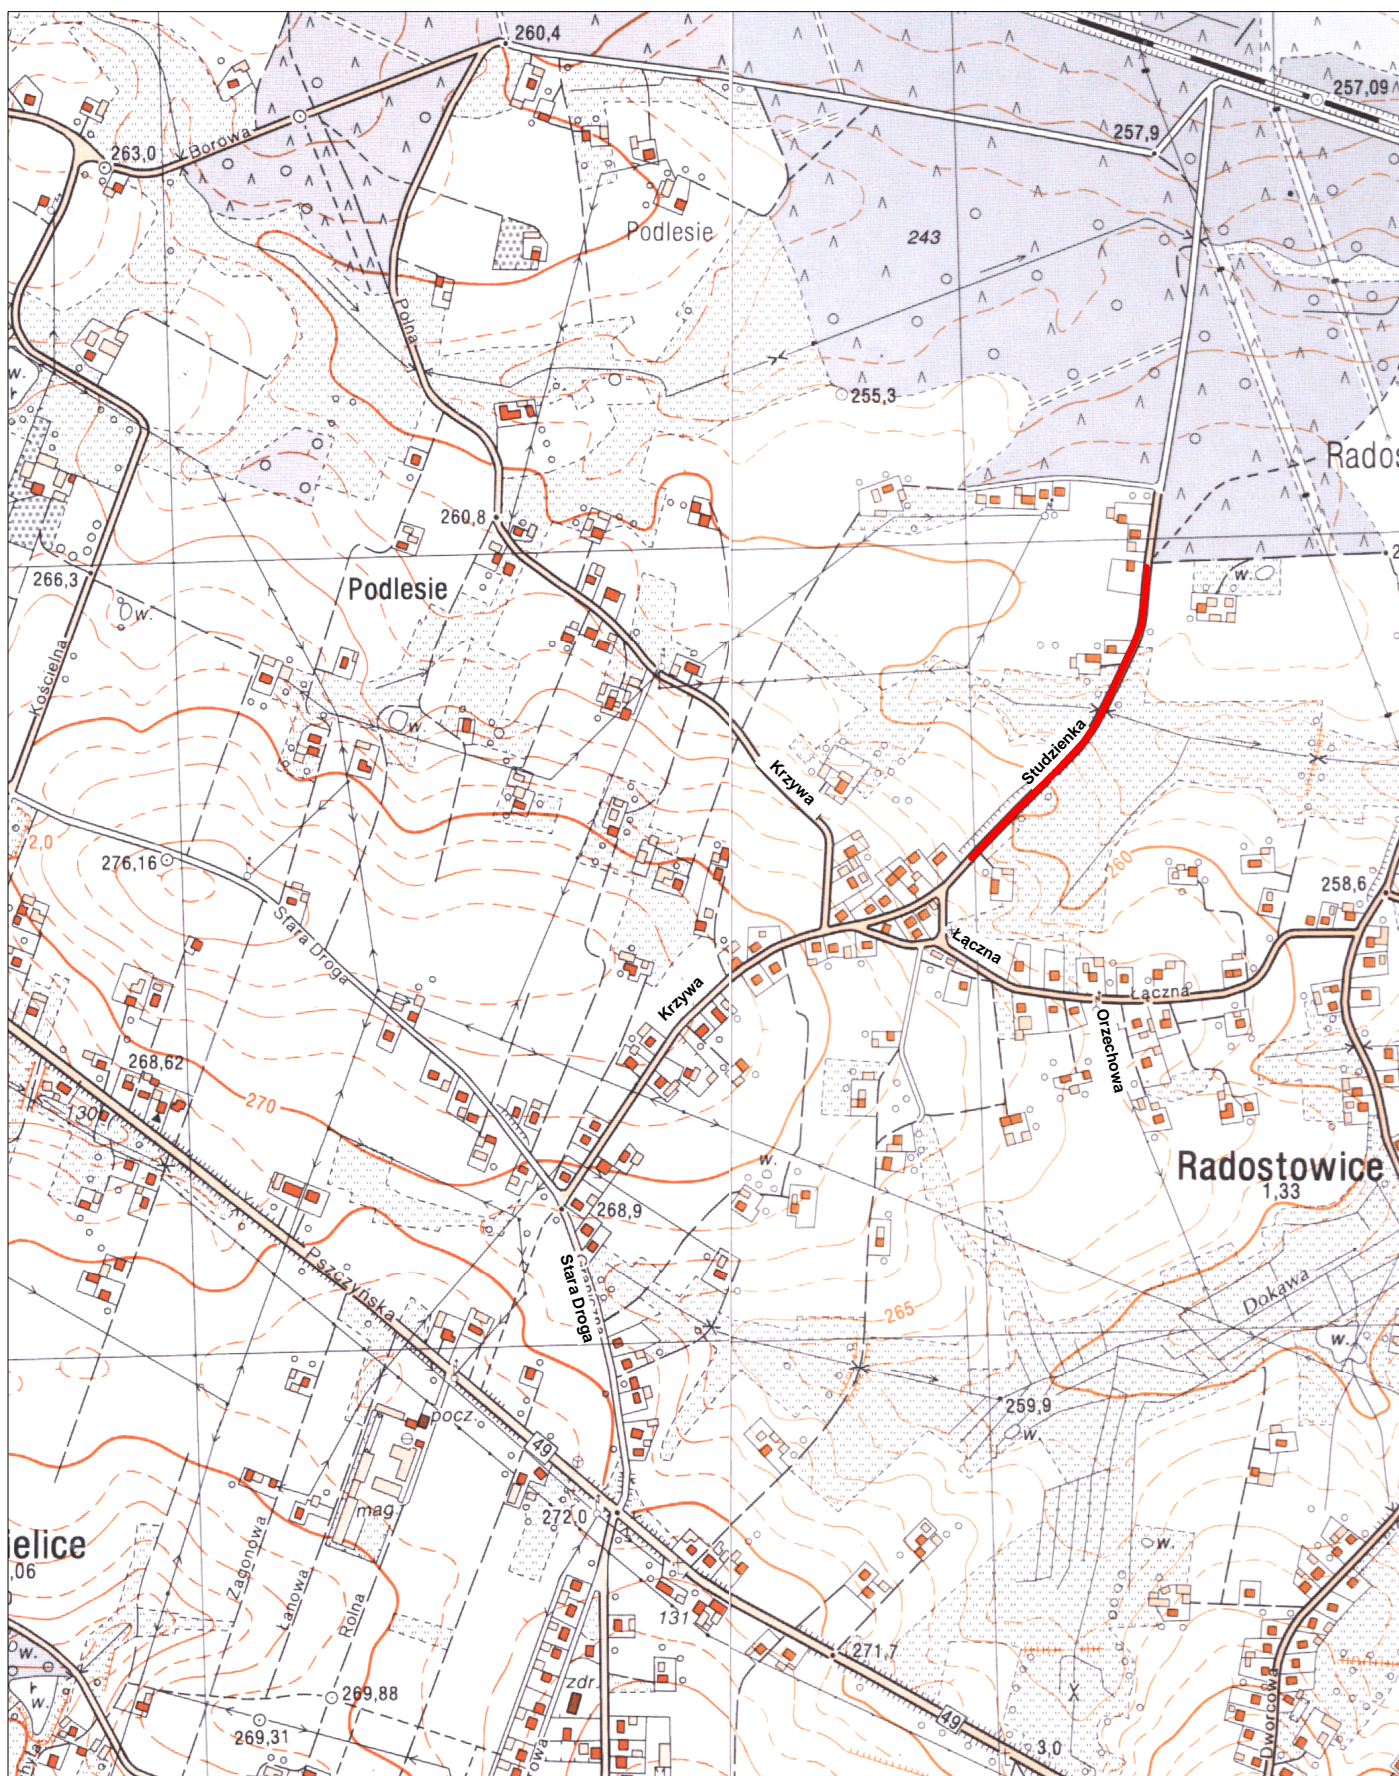 260,4
257,09
257,9
263,0
Borowa
Podlesie
243
Polna
w.
r
255,3
Rados
260,8
266,3
Podlesie
w.
w.
Kościelna
w
Studzienka
Krzywa
2,0
276,16
260
258,6
Stara Droga
Łączna
Krzywa
Łączna
Orzechowa
268,62
130
270
w.
Radostowice
1,33
268,9
Pszczyńska
Stara Droga
Dokawa
265
w.
259,9
w.
pocz.
49
mag.
272,0
ielice
,06
Zagonowa
Łanowa
Rolna
w.
131
271,7
w.
r
w.
zdr.
269,88
269,31
49
3,0
Dworcowa